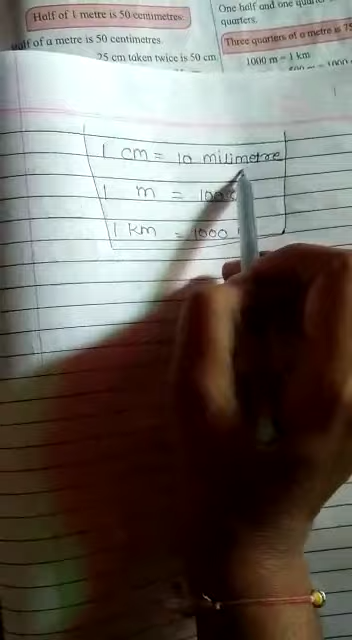 Half of 1 metre is 50 centimetres.
One half and one
quarters.
half of a metre is 50 centimetres.
Three quarters of a metre is 75
25 cm taken twice is 50 cm
1000 m = 1 km
1 cm = 10 milimetre
1 m = 100
1 km = 1000